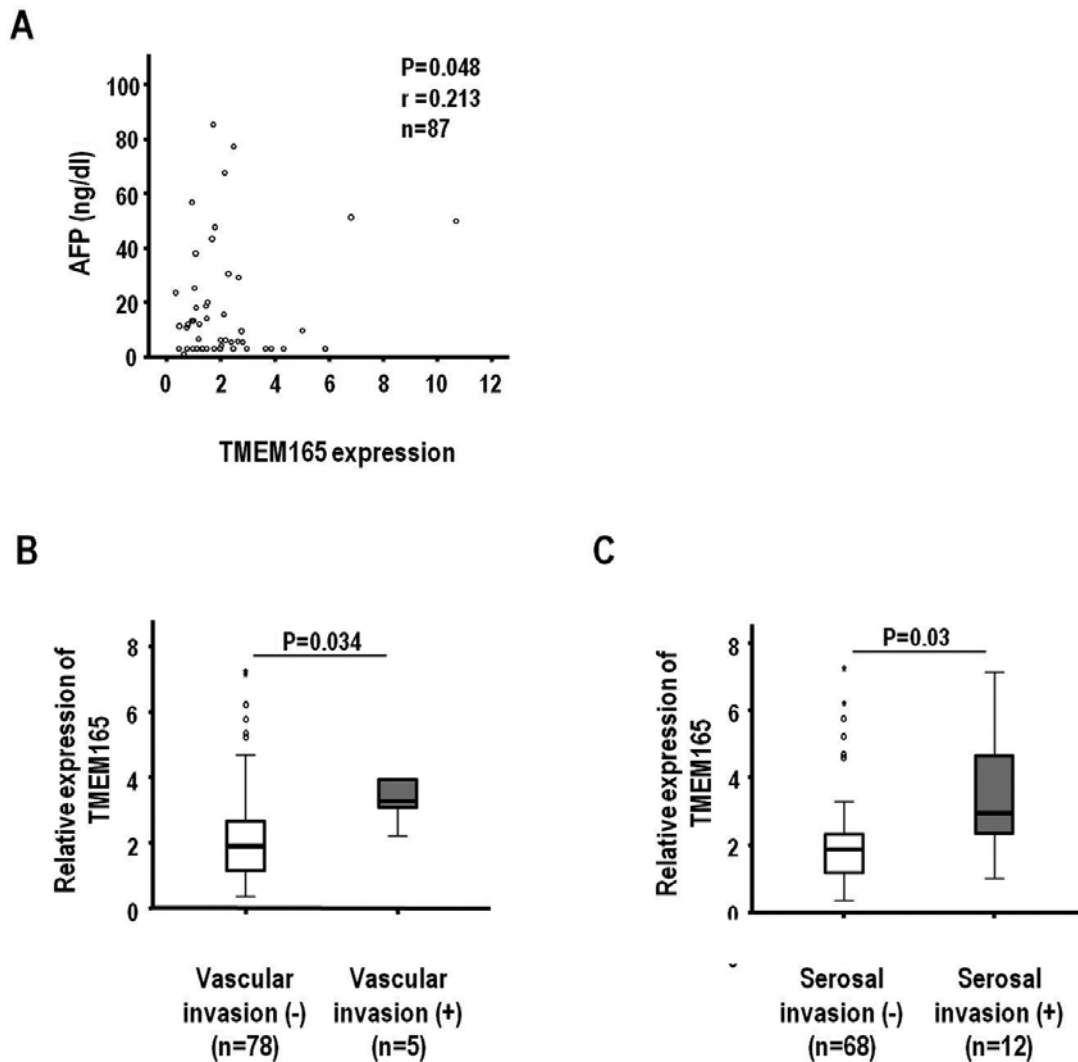 A
P=0.048
r =0.213
n=87
100
80
60
40
20
0
AFP (ng/dl)
0 2 4 6 8 10 12
TMEM165 expression
B
P=0.034
8
6
4
2
0
Relative expression of
TMEM165
Vascular
invasion (-)
(n=78)
Vascular
invasion (+)
(n=5)
C
P=0.03
8
6
4
2
0
Relative expression of
TMEM165
Serosal
invasion (-)
(n=68)
Serosal
invasion (+)
(n=12)